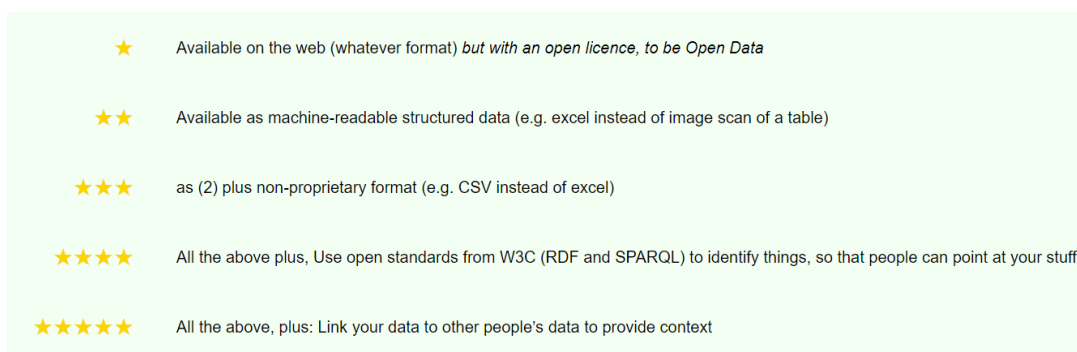 ★ Available on the web (whatever format) but with an open licence, to be Open Data
★★ Available as machine-readable structured data (e.g. excel instead of image scan of a table)
★★★ as (2) plus non-proprietary format (e.g. CSV instead of excel)
★★★★ All the above plus, Use open standards from W3C (RDF and SPARQL) to identify things, so that people can point at your stuff
★★★★★ All the above, plus: Link your data to other people's data to provide context